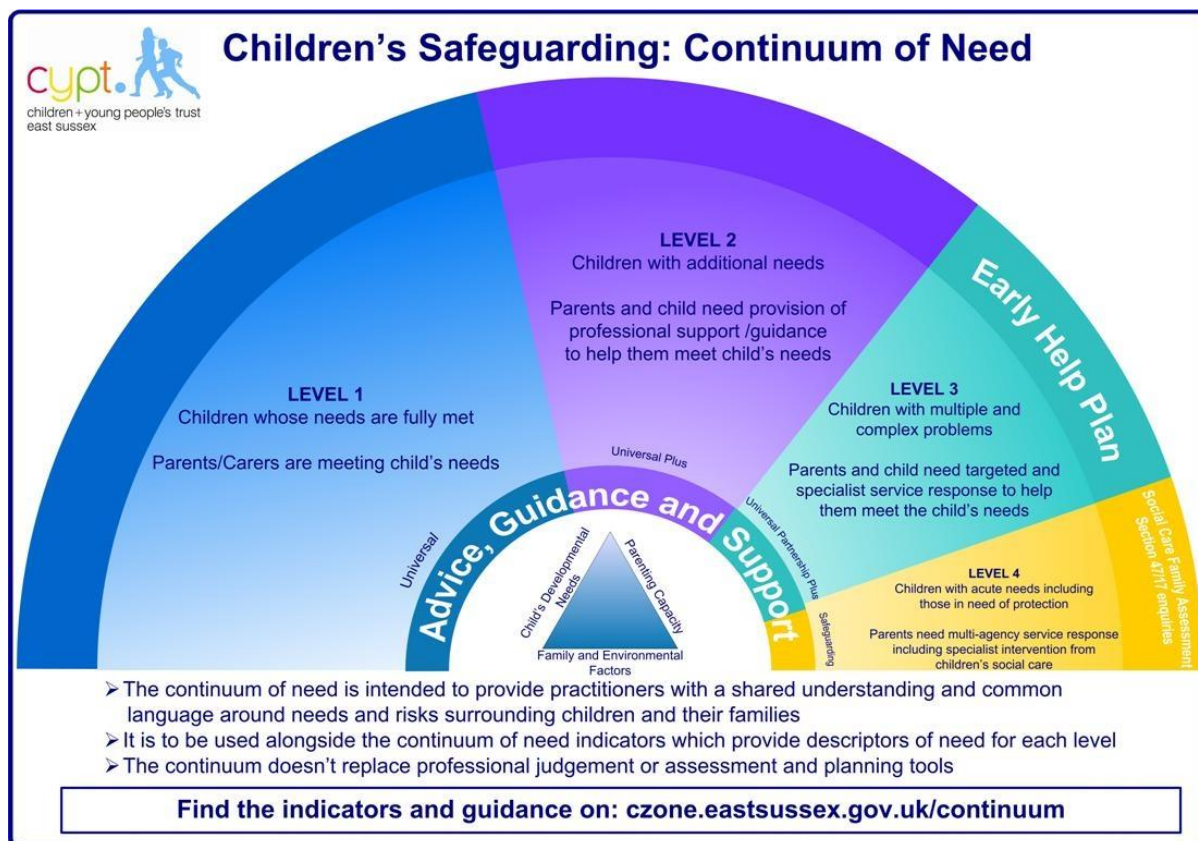 Children’s Safeguarding: Continuum of Need
cypt.
children + young people's trust
east sussex
LEVEL 1
Children whose needs are fully met
Parents/Carers are meeting child’s needs
LEVEL 2
Children with additional needs
Parents and child need provision of
professional support /guidance
to help them meet child’s needs
LEVEL 3
Children with multiple and
complex problems
Parents and child need targeted and
specialist service response to help
them meet the child’s needs
Early Help Plan
LEVEL 4
Children with acute needs including
those in need of protection
Parents need multi-agency service response
including specialist intervention from
children’s social care
Social Care Family Assessment
Section 47/17 enquiries
Universal
Universal Plus
Universal Partnership Plus
Safeguarding
Advice, Guidance and Support
Child’s Developmental
Needs
Parenting Capacity
Family and Environmental
Factors
➢ The continuum of need is intended to provide practitioners with a shared understanding and common
language around needs and risks surrounding children and their families
➢ It is to be used alongside the continuum of need indicators which provide descriptors of need for each level
➢ The continuum doesn’t replace professional judgement or assessment and planning tools
Find the indicators and guidance on: czone.eastsussex.gov.uk/continuum